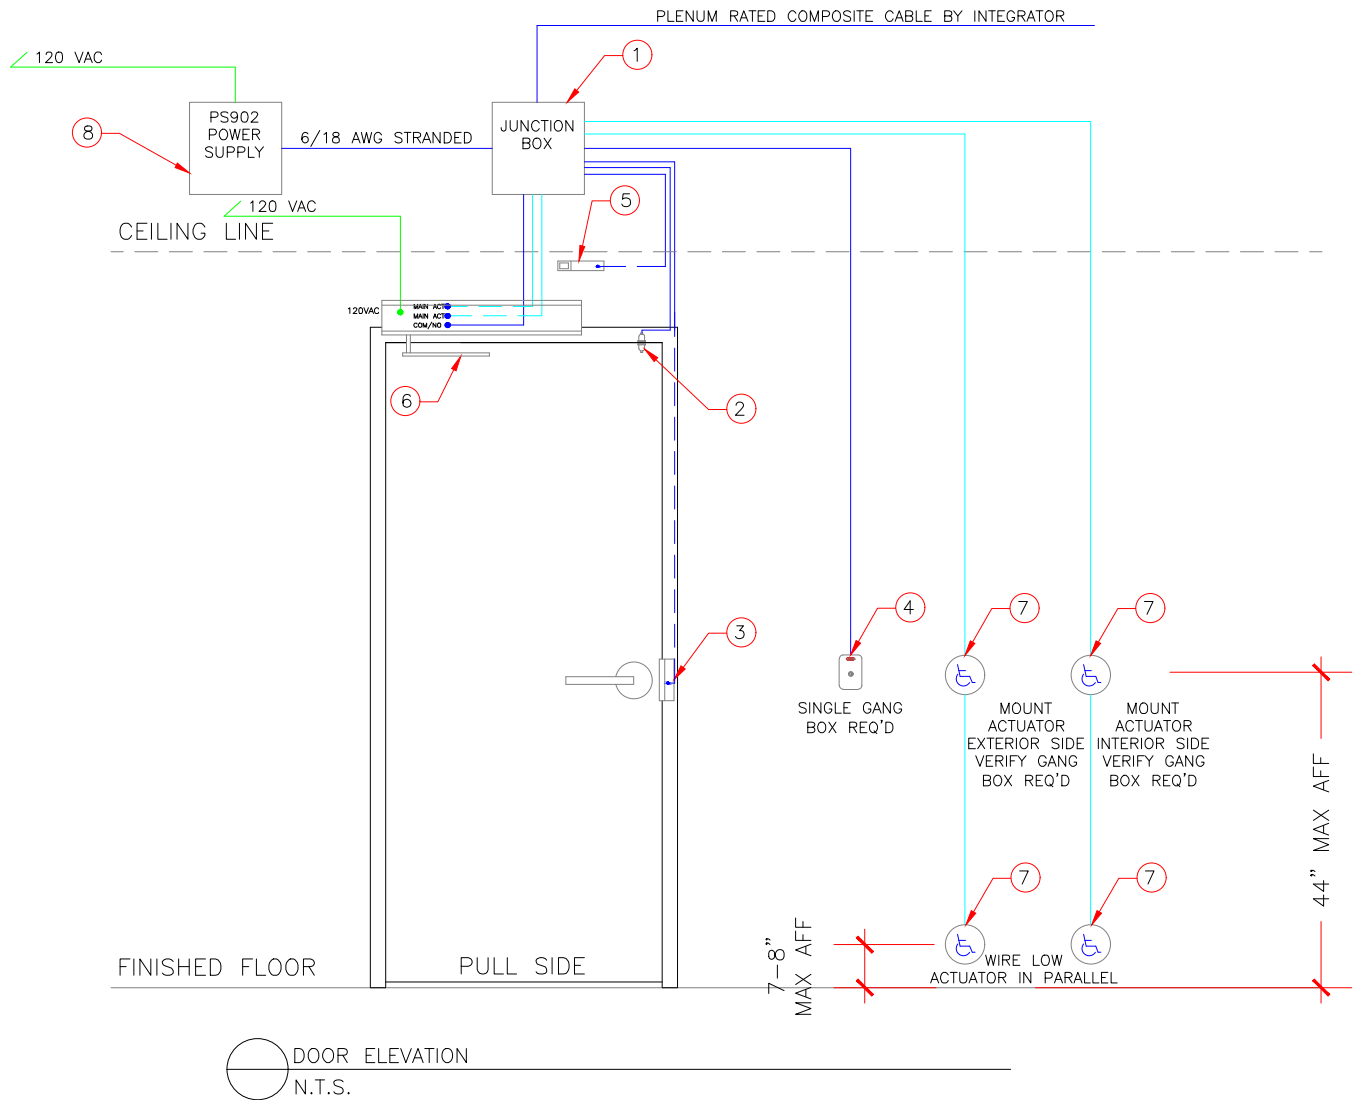 PLENUM RATED COMPOSITE CABLE BY INTEGRATOR
120 VAC
1
PS902
POWER
SUPPLY
8
6/18 AWG STRANDED
JUNCTION
BOX
120 VAC
5
CEILING LINE
120VAC
MAIN ACT
MAIN ACT
COM/NO
6
2
3
4
7
7
SINGLE GANG
BOX REQ'D
MOUNT
ACTUATOR
EXTERIOR SIDE
VERIFY GANG
BOX REQ'D
MOUNT
ACTUATOR
INTERIOR SIDE
VERIFY GANG
BOX REQ'D
44" MAX AFF
7
7
7-8"
MAX AFF
WIRE LOW
ACTUATOR IN PARALLEL
FINISHED FLOOR
PULL SIDE
DOOR ELEVATION
N.T.S.